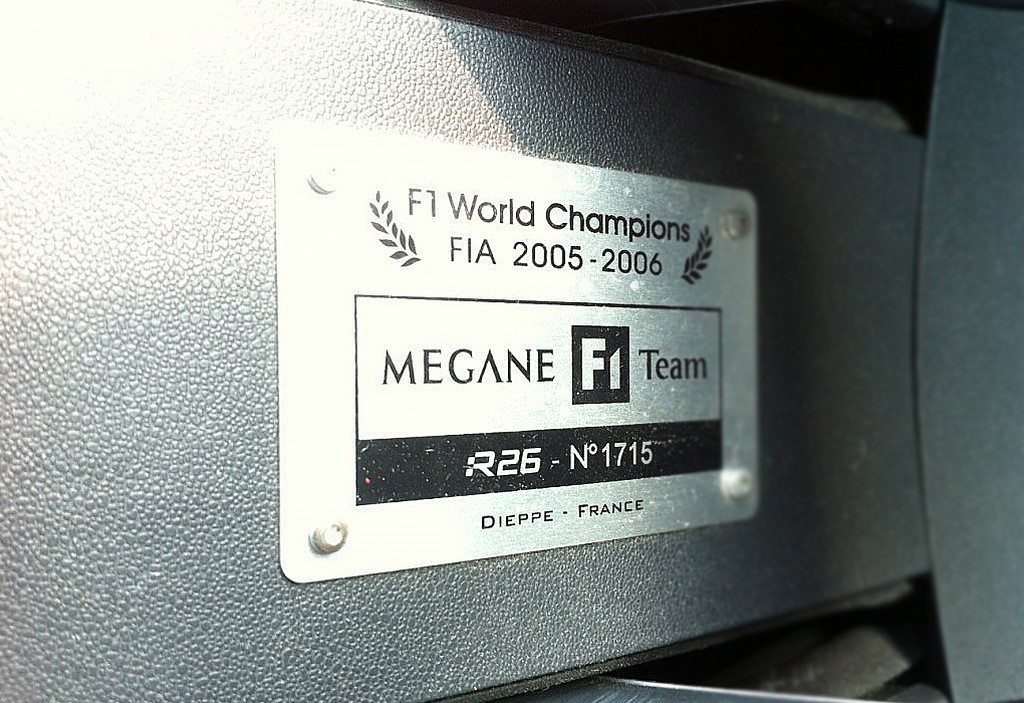 F1 World Champions
FIA 2005 - 2006
MEGANE F1 Team
R26 - N° 1715
DIEPPE - FRANCE